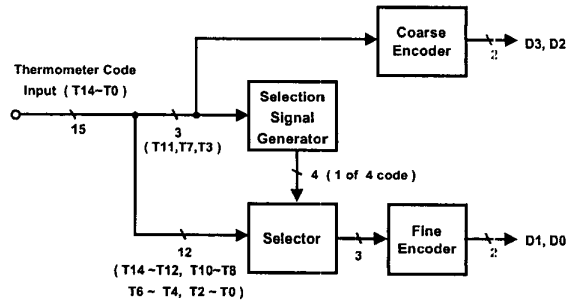 Coarse
Encoder
2
D3, D2
Thermometer Code
Input ( T14~T0)
15
3
( T11,T7,T3 )
Selection
Signal
Generator
4 ( 1 of 4 code )
12
( T14 ~T12, T10~T8
T6 ~ T4, T2 ~ T0 )
Selector
3
Fine
Encoder
2
D1, D0